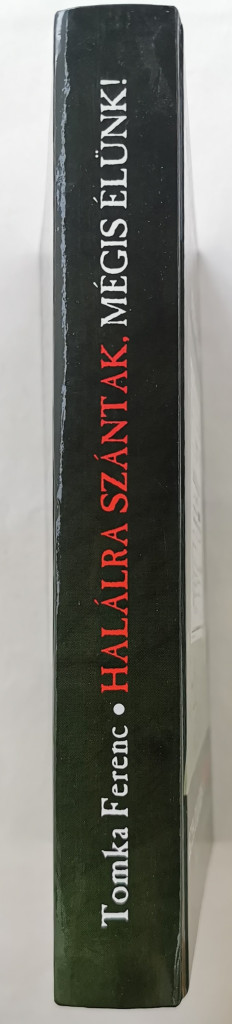 Tomka Ferenc • HALÁLRA SZÁNTAK, MÉGIS ÉLÜNK!